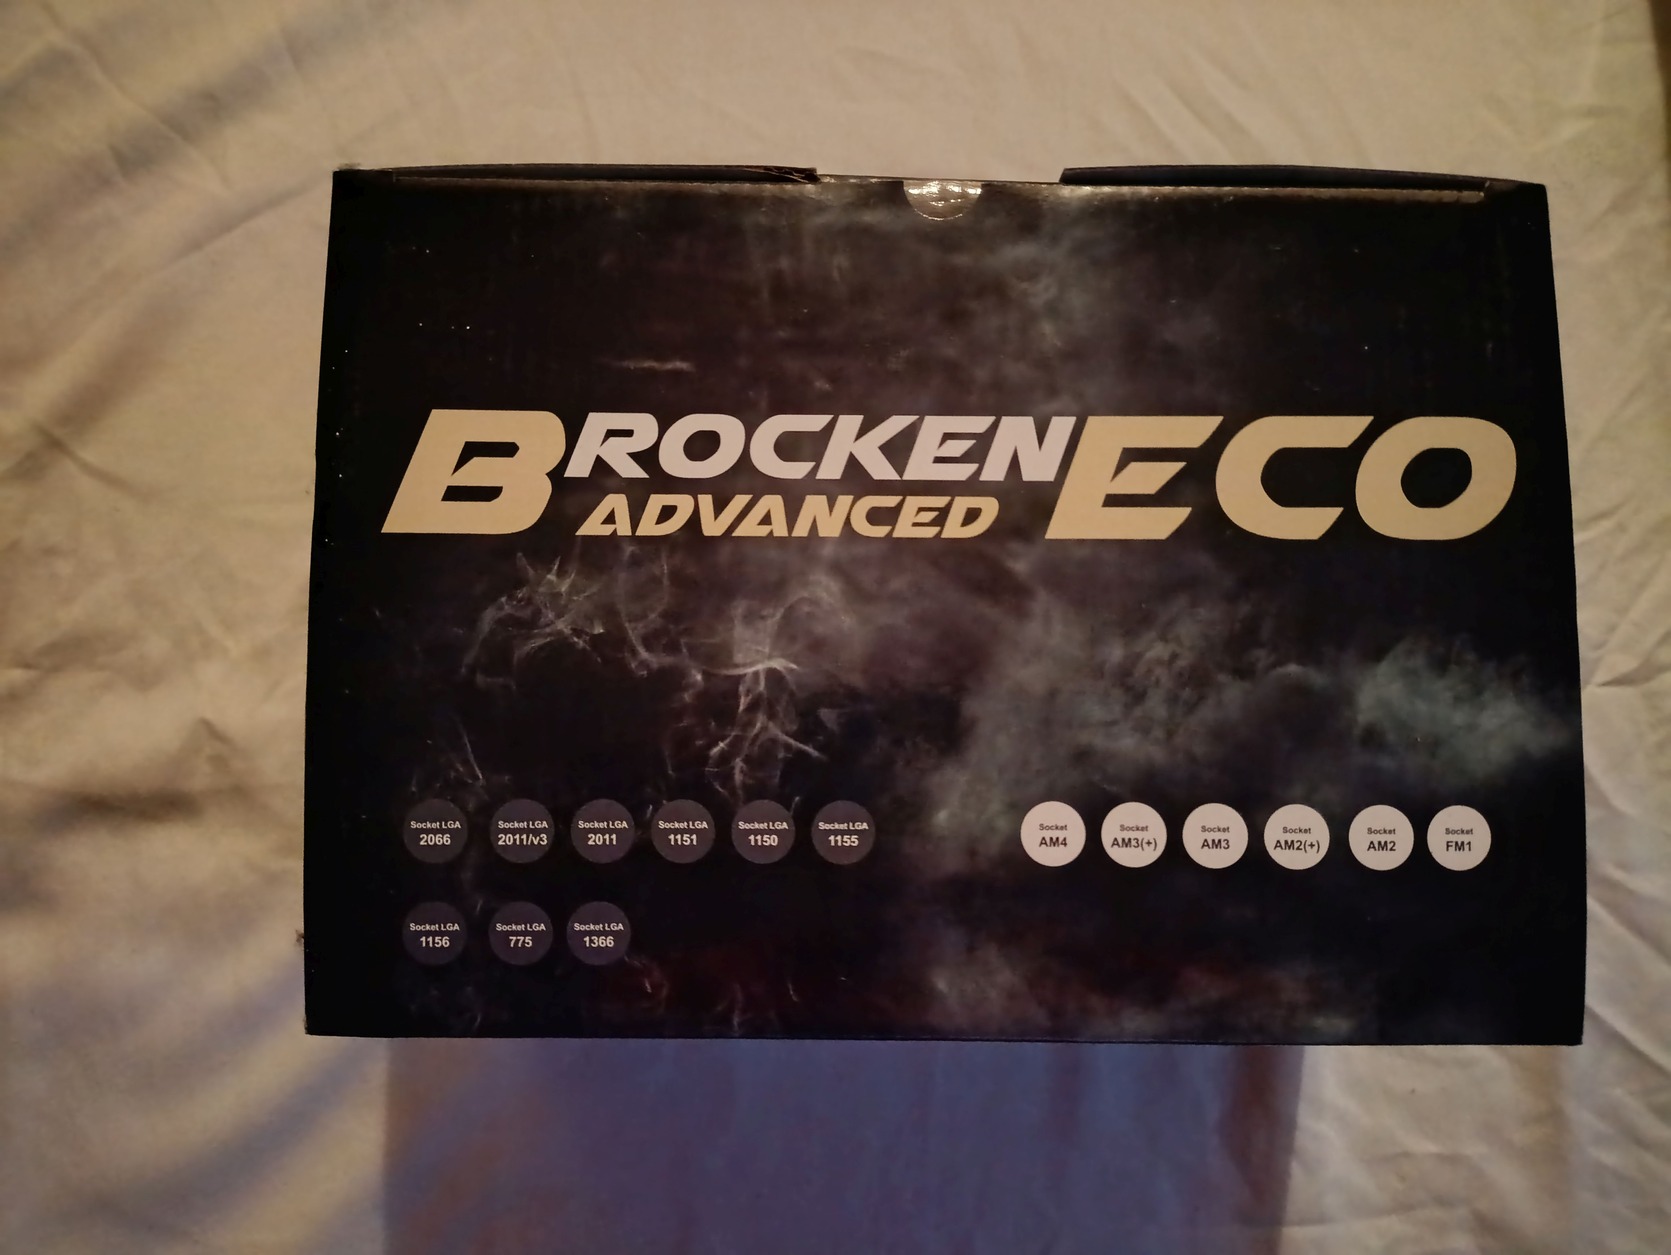 BROCKEN ECO
ADVANCED
Socket LGA 2066
Socket LGA 2011/v3
Socket LGA 2011
Socket LGA 1151
Socket LGA 1150
Socket LGA 1155
Socket AM4
Socket AM3(+)
Socket AM3
Socket AM2(+)
Socket AM2
Socket FM1
Socket LGA 1156
Socket LGA 775
Socket LGA 1366